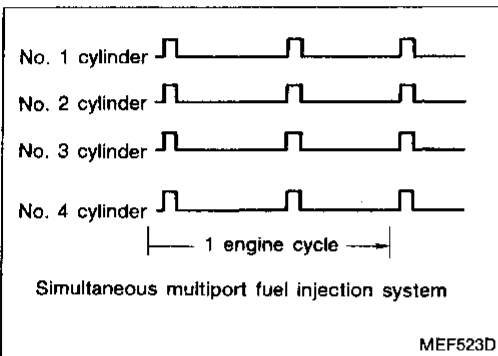 No. 1 cylinder
No. 2 cylinder
No. 3 cylinder
No. 4 cylinder
1 engine cycle
Simultaneous multiport fuel injection system
MEF523D